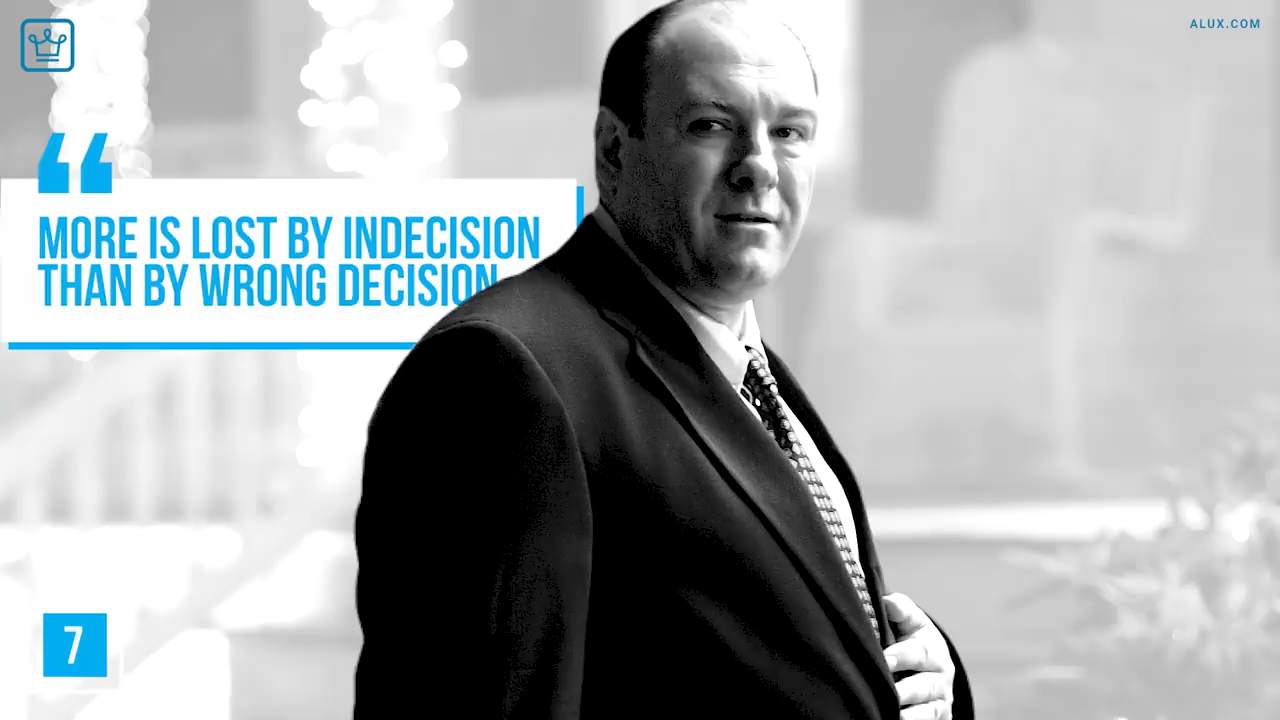 ALUX.COM
“
MORE IS LOST BY INDECISION
THAN BY WRONG DECISION
7